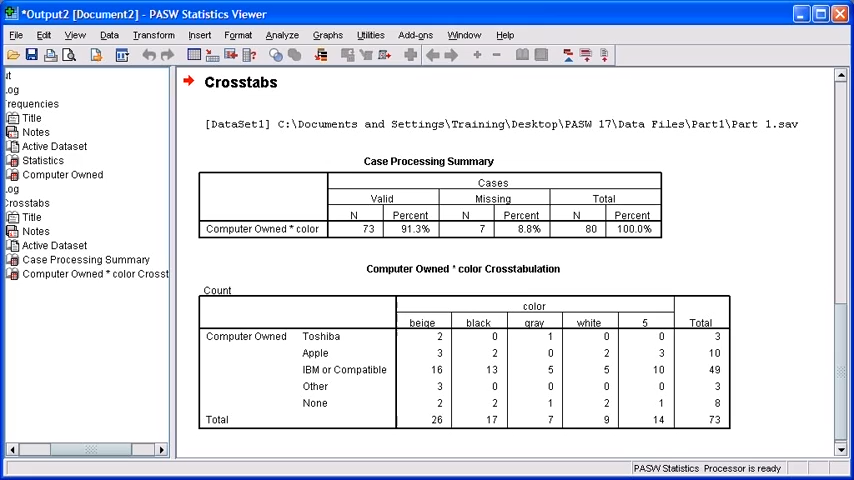 *Output2 [Document2] - PASW Statistics Viewer
File Edit View Data Transform Insert Format Analyze Graphs Utilities Add-ons Window Help
ut
.og
requencies
Title
Notes
Active Dataset
Statistics
Computer Owned
.og
rosstabs
Title
Notes
Active Dataset
Case Processing Summary
Computer Owned * color Crosst
Crosstabs
[DataSet1] C:\Documents and Settings\Training\Desktop\PASW 17\Data Files\Part1\Part 1.sav
Case Processing Summary
Cases
Valid Missing Total
N Percent N Percent N Percent
Computer Owned * color 73 91.3% 7 8.8% 80 100.0%
Computer Owned * color Crosstabulation
Count
color
beige black gray white 5 Total
Computer Owned Toshiba 2 0 1 0 0 3
Apple 3 2 0 2 3 10
IBM or Compatible 16 13 5 5 10 49
Other 3 0 0 0 0 3
None 2 2 1 2 1 8
Total 26 17 7 9 14 73
PASW Statistics Processor is ready